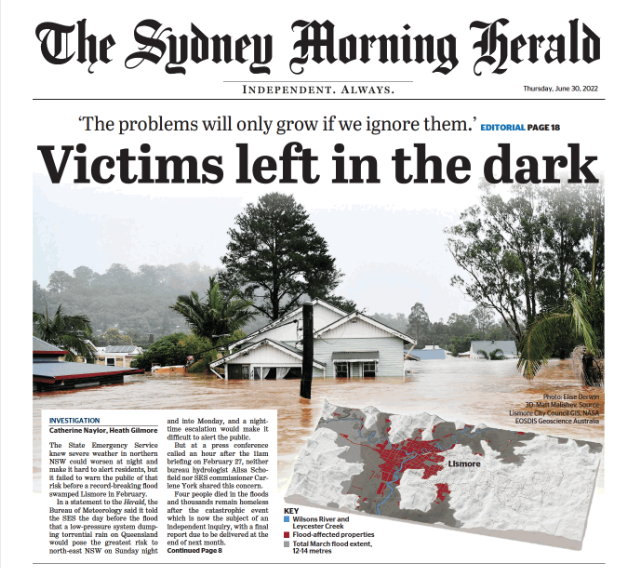 The Sydney Morning Herald
INDEPENDENT. ALWAYS.
Thursday, June 30, 2022
‘The problems will only grow if we ignore them.’ EDITORIAL PAGE 18
Victims left in the dark
Photo: Elise Derwin
3D-Matt Malishev. Source
Lismore City Council GIS, NASA
EOSDIS Geoscience Australia
INVESTIGATION
Catherine Naylor, Heath Gilmore
The State Emergency Service
knew severe weather in northern
NSW could worsen at night and
make it hard to alert residents, but
it failed to warn the public of that
risk before a record-breaking flood
swamped Lismore in February.
In a statement to the Herald, the
Bureau of Meteorology said it told
the SES the day before the flood
that a low-pressure system dump-
ing torrential rain on Queensland
would pose the greatest risk to
north-east NSW on Sunday night
and into Monday, and a night-
time escalation would make it
difficult to alert the public.
But at a press conference
called an hour after the 11am
briefing on February 27, neither
bureau hydrologist Ailsa Scho-
field nor SES commissioner Car-
lene York shared this concern.
Four people died in the floods
and thousands remain homeless
after the catastrophic event
which is now the subject of an
independent inquiry, with a final
report due to be delivered at the
end of next month.
Continued Page 8
Lismore
KEY
Wilsons River and
Leycester Creek
Flood-affected properties
Total March flood extent,
12-14 metres